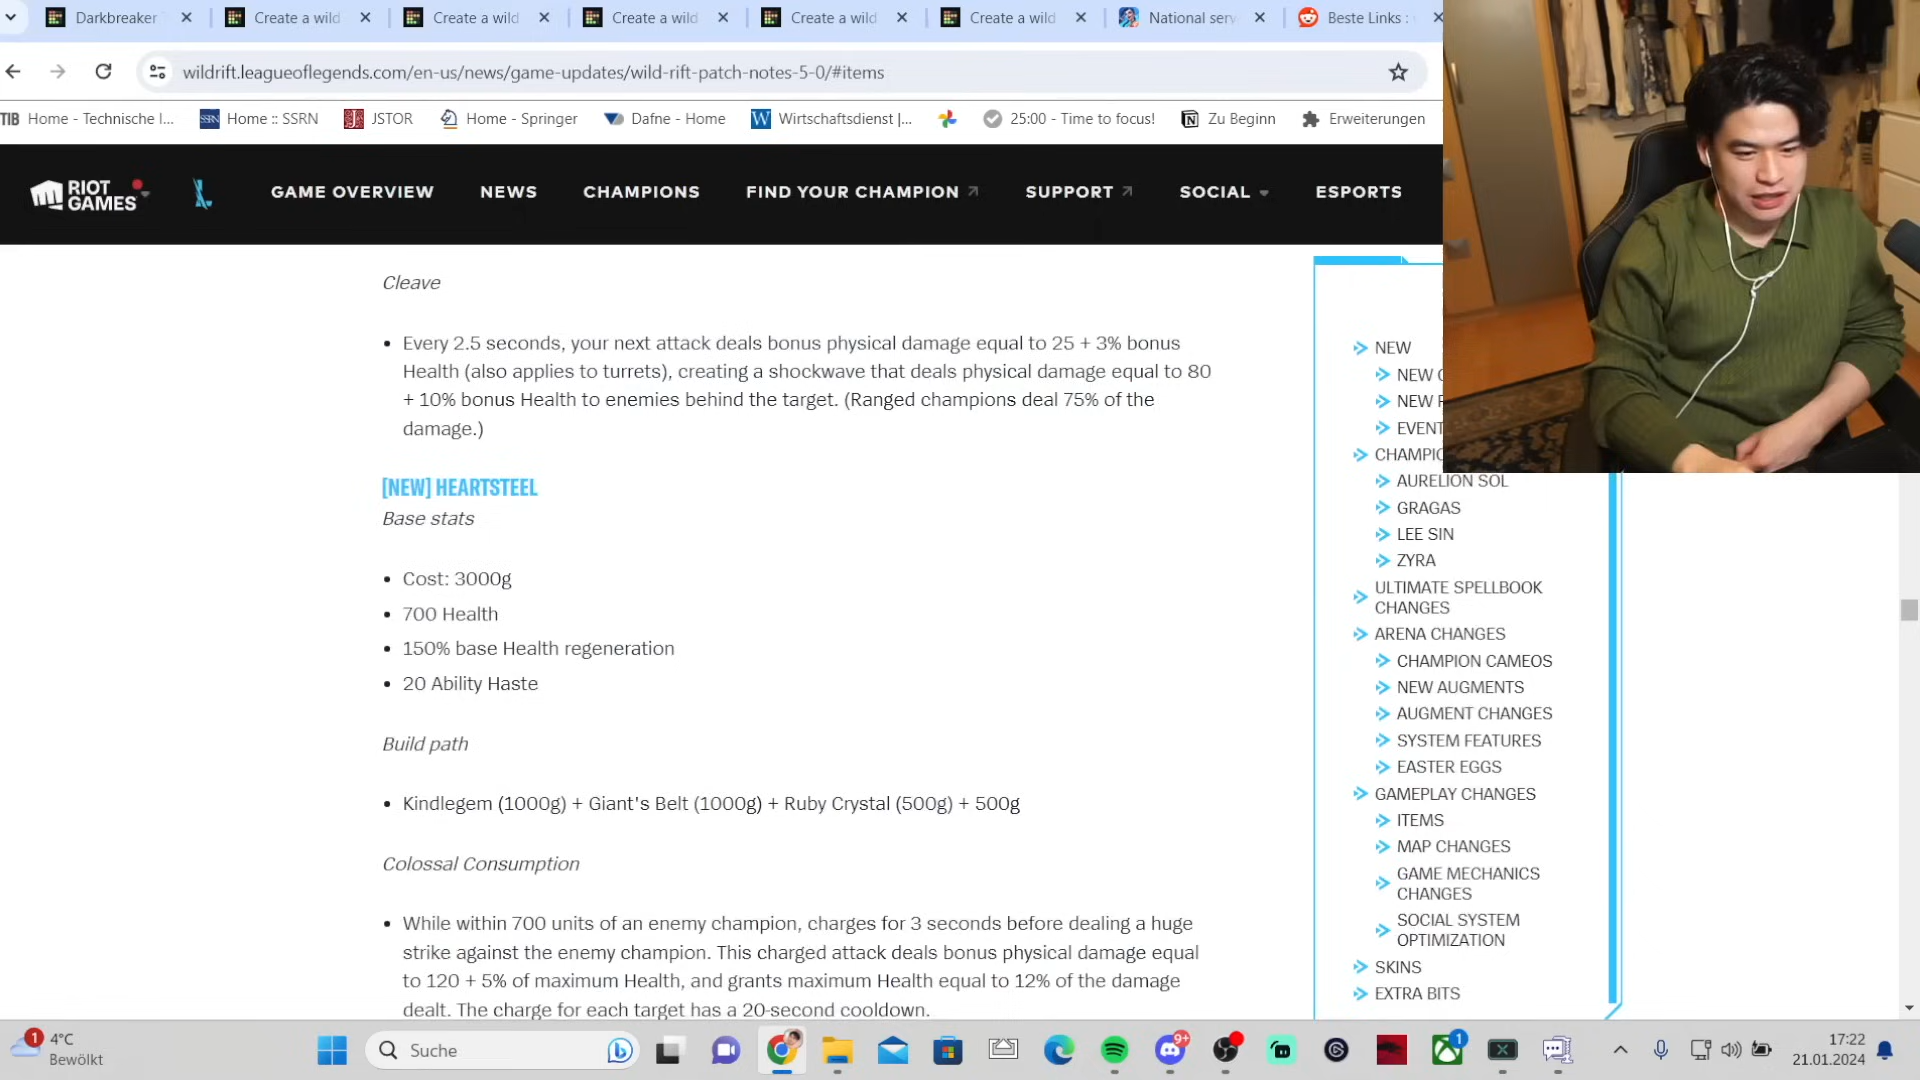 Darkbreaker
Create a wild
Create a wild
Create a wild
Create a wild
Create a wild
National serv
Beste Links :
wildrift.leagueoflegends.com/en-us/news/game-updates/wild-rift-patch-notes-5-0/#items
TIB Home - Technische I...
SSRN Home :: SSRN
JSTOR
Home - Springer
Dafne - Home
W Wirtschaftsdienst |...
25:00 - Time to focus!
Zu Beginn
Erweiterungen
RIOT
GAMES
GAME OVERVIEW
NEWS
CHAMPIONS
FIND YOUR CHAMPION
SUPPORT
SOCIAL
ESPORTS
Cleave
• Every 2.5 seconds, your next attack deals bonus physical damage equal to 25 + 3% bonus
Health (also applies to turrets), creating a shockwave that deals physical damage equal to 80
+ 10% bonus Health to enemies behind the target. (Ranged champions deal 75% of the
damage.)
[NEW] HEARTSTEEL
Base stats
• Cost: 3000g
• 700 Health
• 150% base Health regeneration
• 20 Ability Haste
Build path
• Kindlegem (1000g) + Giant's Belt (1000g) + Ruby Crystal (500g) + 500g
Colossal Consumption
• While within 700 units of an enemy champion, charges for 3 seconds before dealing a huge
strike against the enemy champion. This charged attack deals bonus physical damage equal
to 120 + 5% of maximum Health, and grants maximum Health equal to 12% of the damage
dealt. The charge for each target has a 20-second cooldown.
NEW
NEW
NEW
EVENT
CHAMPIO
AURELION SOL
GRAGAS
LEE SIN
ZYRA
ULTIMATE SPELLBOOK
CHANGES
ARENA CHANGES
CHAMPION CAMEOS
NEW AUGMENTS
AUGMENT CHANGES
SYSTEM FEATURES
EASTER EGGS
GAMEPLAY CHANGES
ITEMS
MAP CHANGES
GAME MECHANICS
CHANGES
SOCIAL SYSTEM
OPTIMIZATION
SKINS
EXTRA BITS
1
4°C
Bewölkt
Suche
9+
1
17:22
21.01.2024